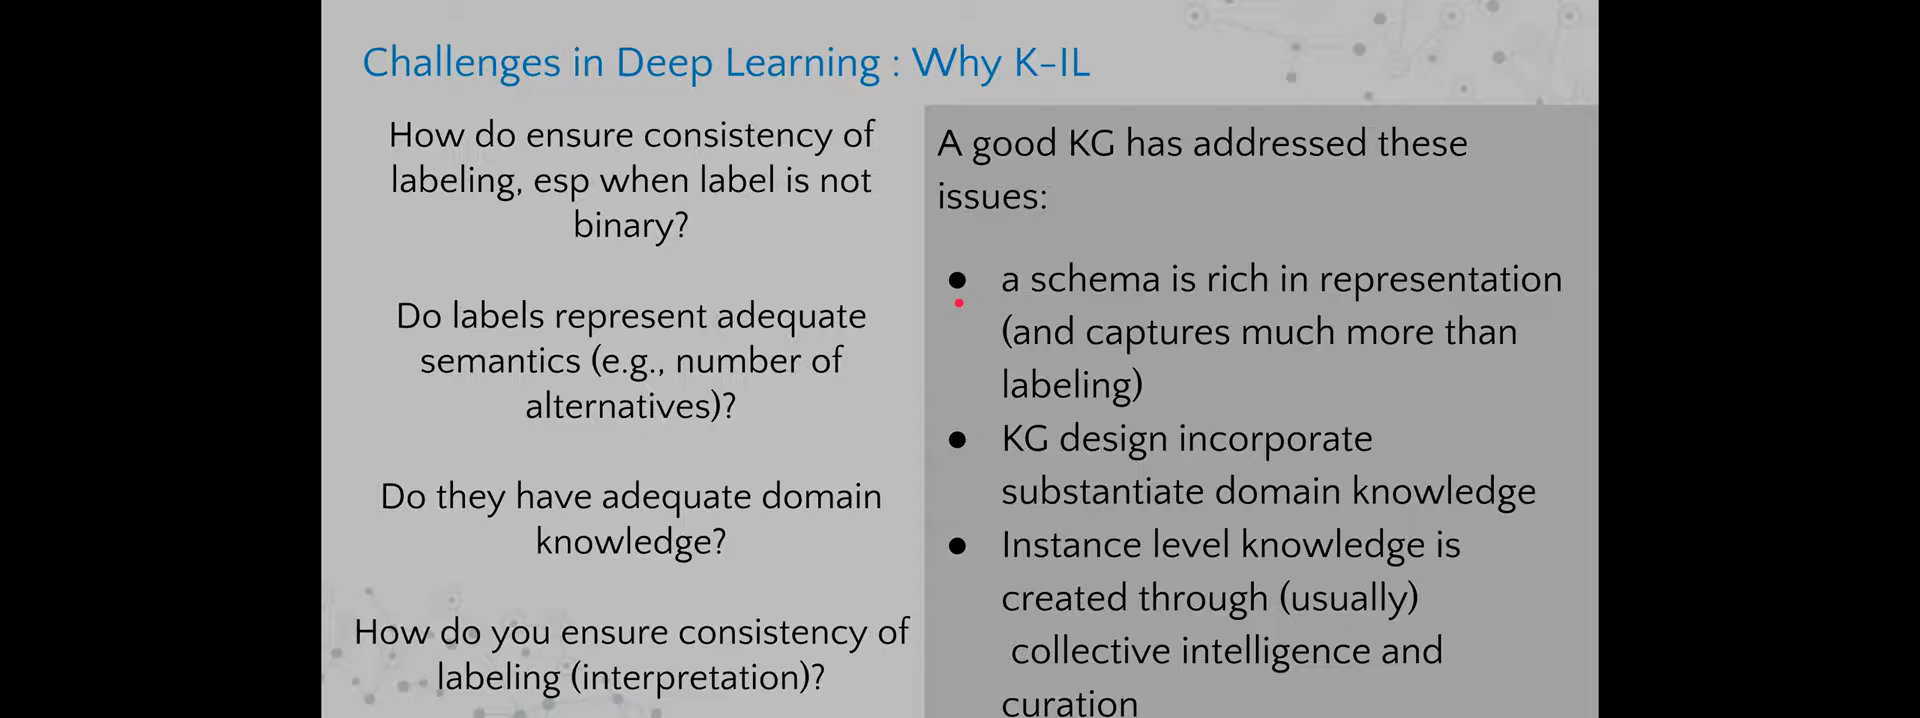 Challenges in Deep Learning : Why K-IL
How do ensure consistency of
labeling, esp when label is not
binary?
Do labels represent adequate
semantics (e.g., number of
alternatives)?
Do they have adequate domain
knowledge?
How do you ensure consistency of
labeling (interpretation)?
A good KG has addressed these
issues:
● a schema is rich in representation
(and captures much more than
labeling)
● KG design incorporate
substantiate domain knowledge
● Instance level knowledge is
created through (usually)
collective intelligence and
curation